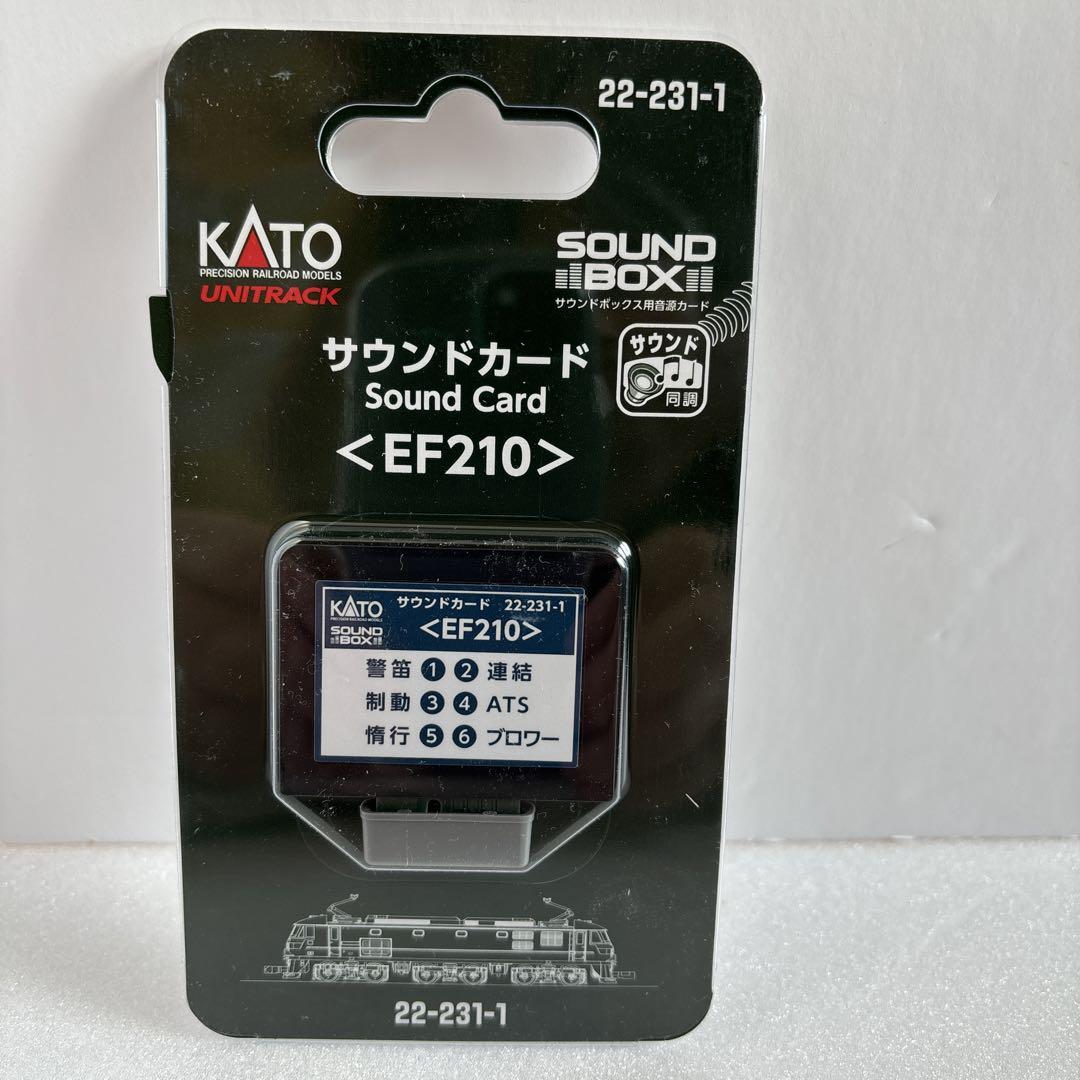 22-231-1
KATO
PRECISION RAILROAD MODELS
UNITRACK
SOUND
BOX
サウンドボックス用音源カード
サウンド
同調
サウンドカード
Sound Card
<EF210>
KATO
PRECISION RAILROAD MODELS
SOUND
BOX
サウンドカード 22-231-1
<EF210>
警笛 1 2 連結
制動 3 4 ATS
惰行 5 6 ブロワー
22-231-1